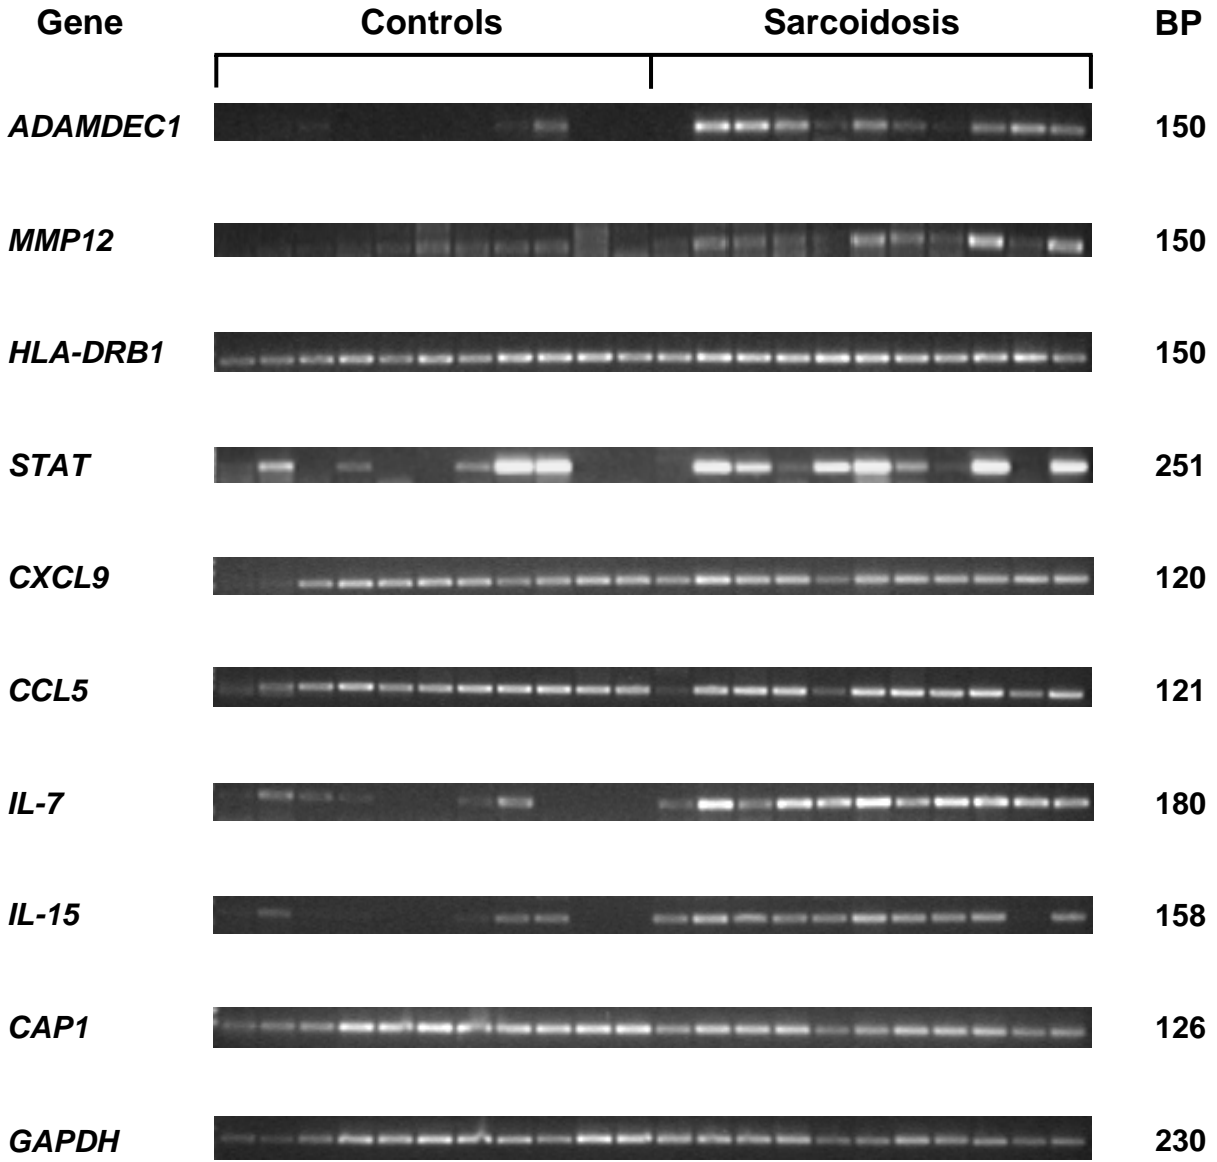 Gene Controls Sarcoidosis BP
ADAMDEC1 150
MMP12 150
HLA-DRB1 150
STAT 251
CXCL9 120
CCL5 121
IL-7 180
IL-15 158
CAP1 126
GAPDH 230